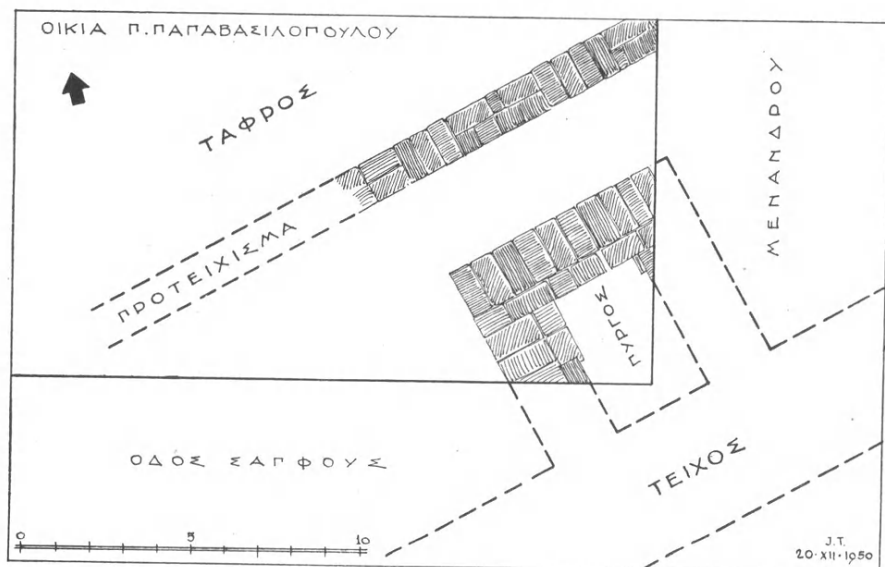 ΟΙΚΙΑ Π. ΠΑΠΑΒΑΣΙΛΟΠΟΥΛΟΥ
ΤΑΦΡΟΣ
ΜΕΝΑΝΔΡΟΥ
ΠΡΟΤΕΙΧΙΣΜΑ
ΠΥΡΓΟΣ
ΤΕΙΧΟΣ
ΟΔΟΣ ΣΑΠΦΟΥΣ
0 5 10
J.T.
20·XII·1950